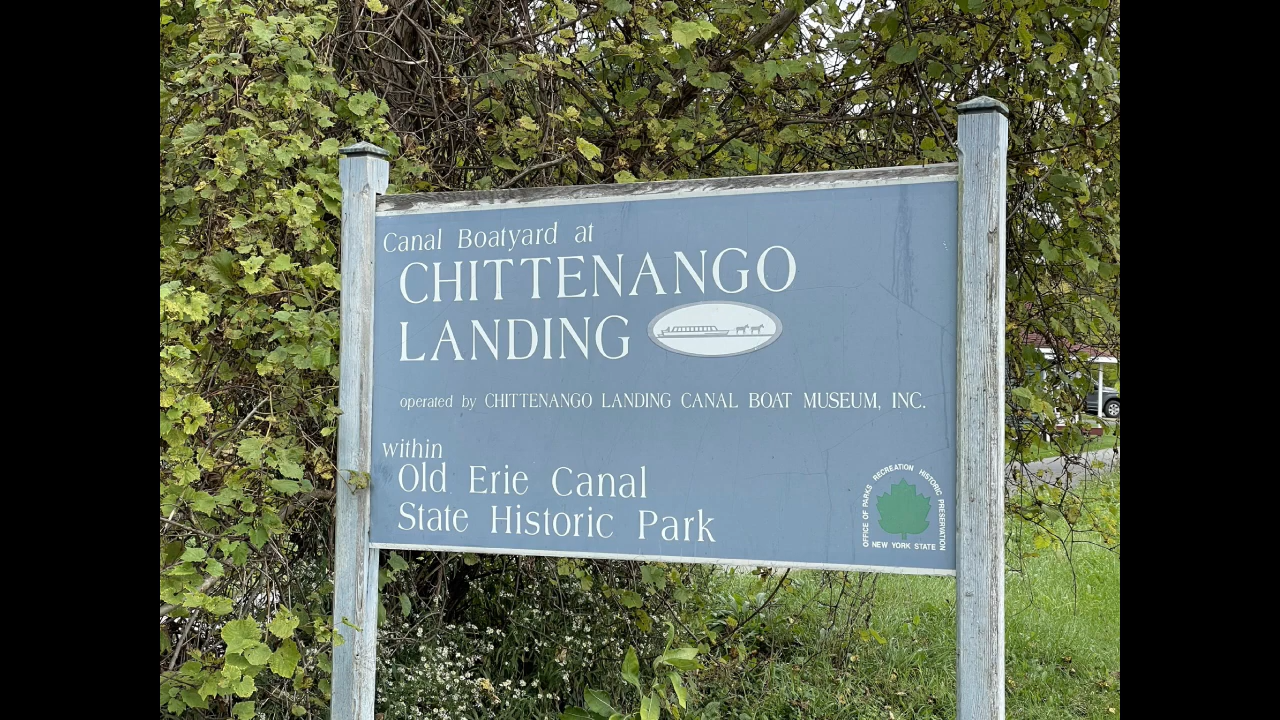 Canal Boatyard at
CHITTENANGO
LANDING
operated by CHITTENANGO LANDING CANAL BOAT MUSEUM, INC.
within
Old Erie Canal
State Historic Park
OFFICE OF PARKS RECREATION HISTORIC PRESERVATION
NEW YORK STATE